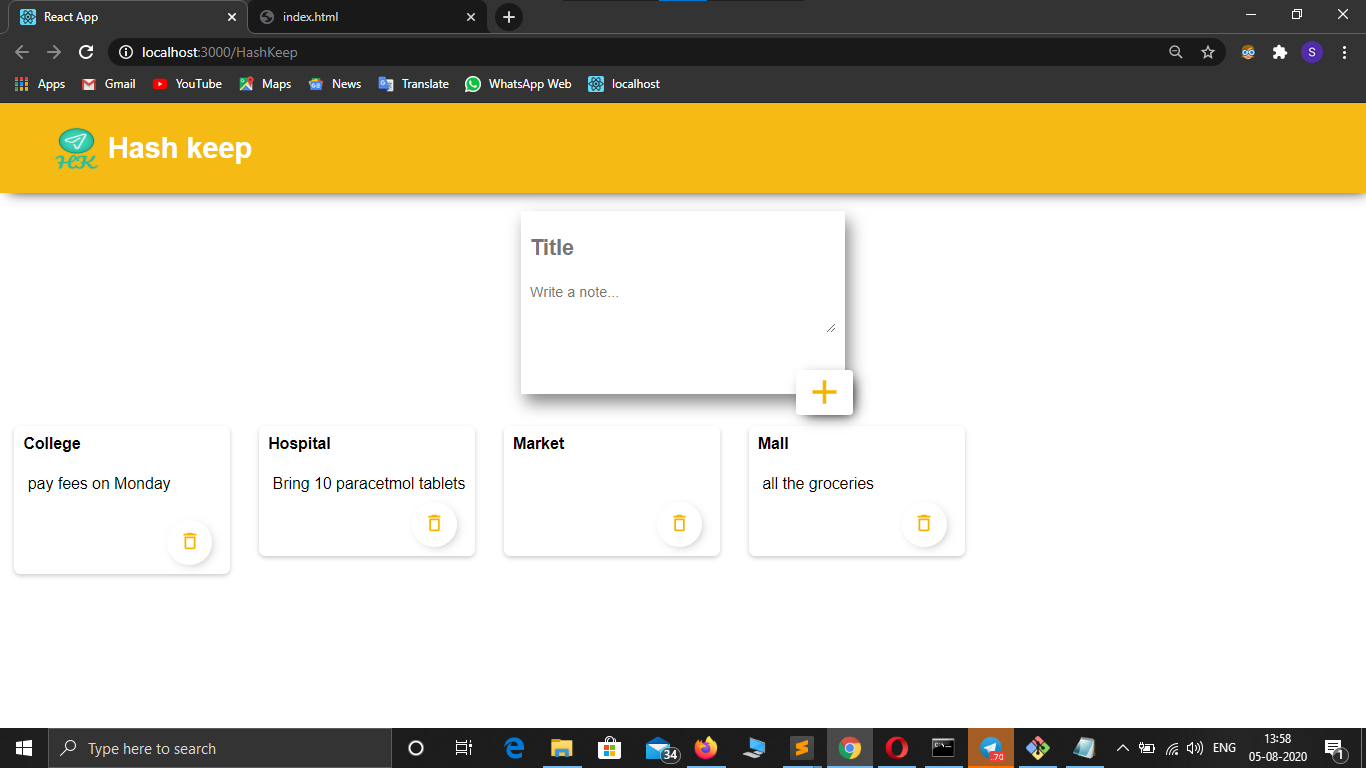 React App
index.html
localhost:3000/HashKeep
S
Apps
Gmail
YouTube
Maps
News
Translate
WhatsApp Web
localhost
HK
Hash keep
Title
Write a note...
College
Hospital
Market
Mall
pay fees on Monday
Bring 10 paracetmol tablets
all the groceries
Type here to search
34
..70
ENG
13:58
05-08-2020
1